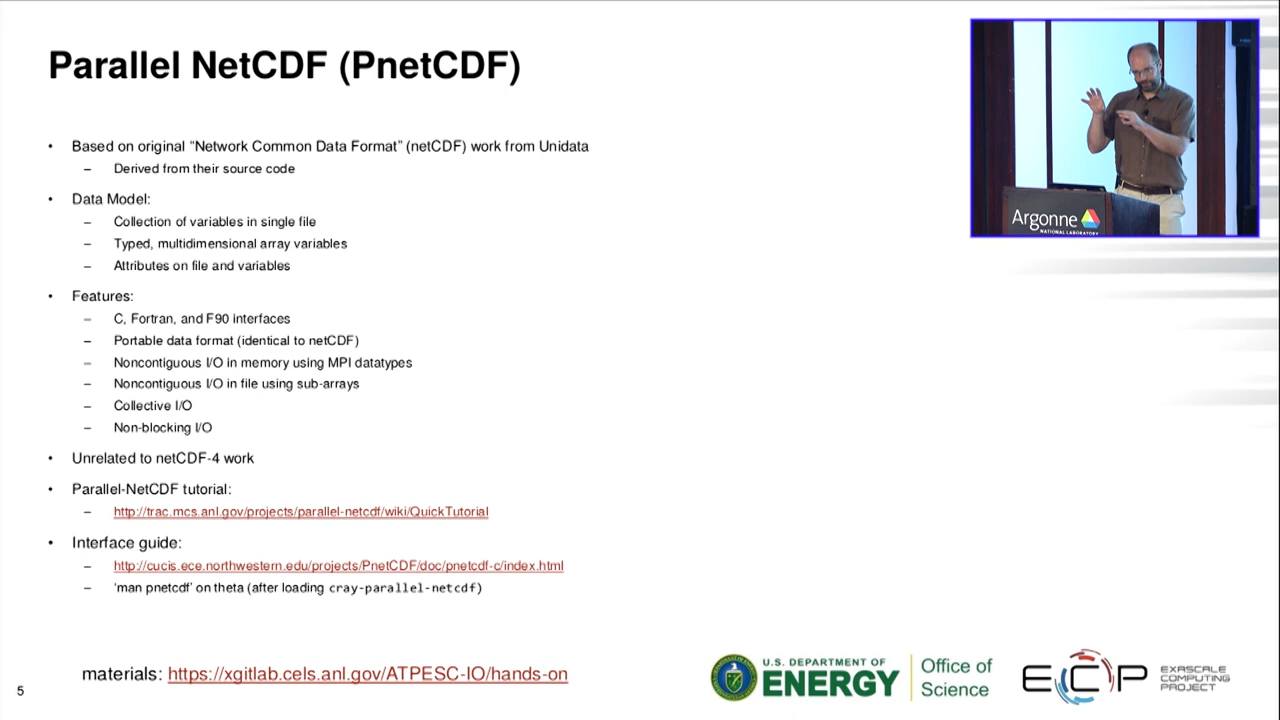 Parallel NetCDF (PnetCDF)
• Based on original “Network Common Data Format” (netCDF) work from Unidata
– Derived from their source code
• Data Model:
– Collection of variables in single file
– Typed, multidimensional array variables
– Attributes on file and variables
• Features:
– C, Fortran, and F90 interfaces
– Portable data format (identical to netCDF)
– Noncontiguous I/O in memory using MPI datatypes
– Noncontiguous I/O in file using sub-arrays
– Collective I/O
– Non-blocking I/O
• Unrelated to netCDF-4 work
• Parallel-NetCDF tutorial:
– http://trac.mcs.anl.gov/projects/parallel-netcdf/wiki/QuickTutorial
• Interface guide:
– http://cucis.ece.northwestern.edu/projects/PnetCDF/doc/pnetcdf-c/index.html
– ‘man pnetcdf’ on theta (after loading cray-parallel-netcdf)
materials: https://xgitlab.cels.anl.gov/ATPESC-IO/hands-on
5
Argonne
NATIONAL LABORATORY
U.S. DEPARTMENT OF
ENERGY
Office of
Science
ECP
EXASCALE
COMPUTING
PROJECT